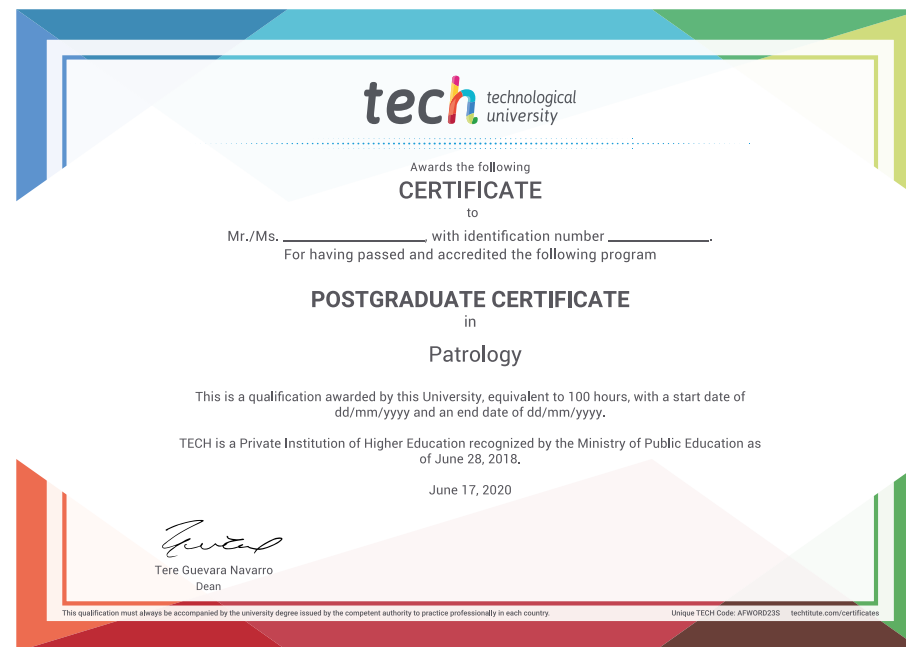 tech technological
university
Awards the following
CERTIFICATE
to
Mr./Ms. ____________________, with identification number ______________.
For having passed and accredited the following program
POSTGRADUATE CERTIFICATE
in
Patrology
This is a qualification awarded by this University, equivalent to 100 hours, with a start date of
dd/mm/yyyy and an end date of dd/mm/yyyy.
TECH is a Private Institution of Higher Education recognized by the Ministry of Public Education as
of June 28, 2018.
June 17, 2020
Tere Guevara Navarro
Dean
This qualification must always be accompanied by the university degree issued by the competent authority to practice professionally in each country. Unique TECH Code: AFWORD23S techtitute.com/certificates